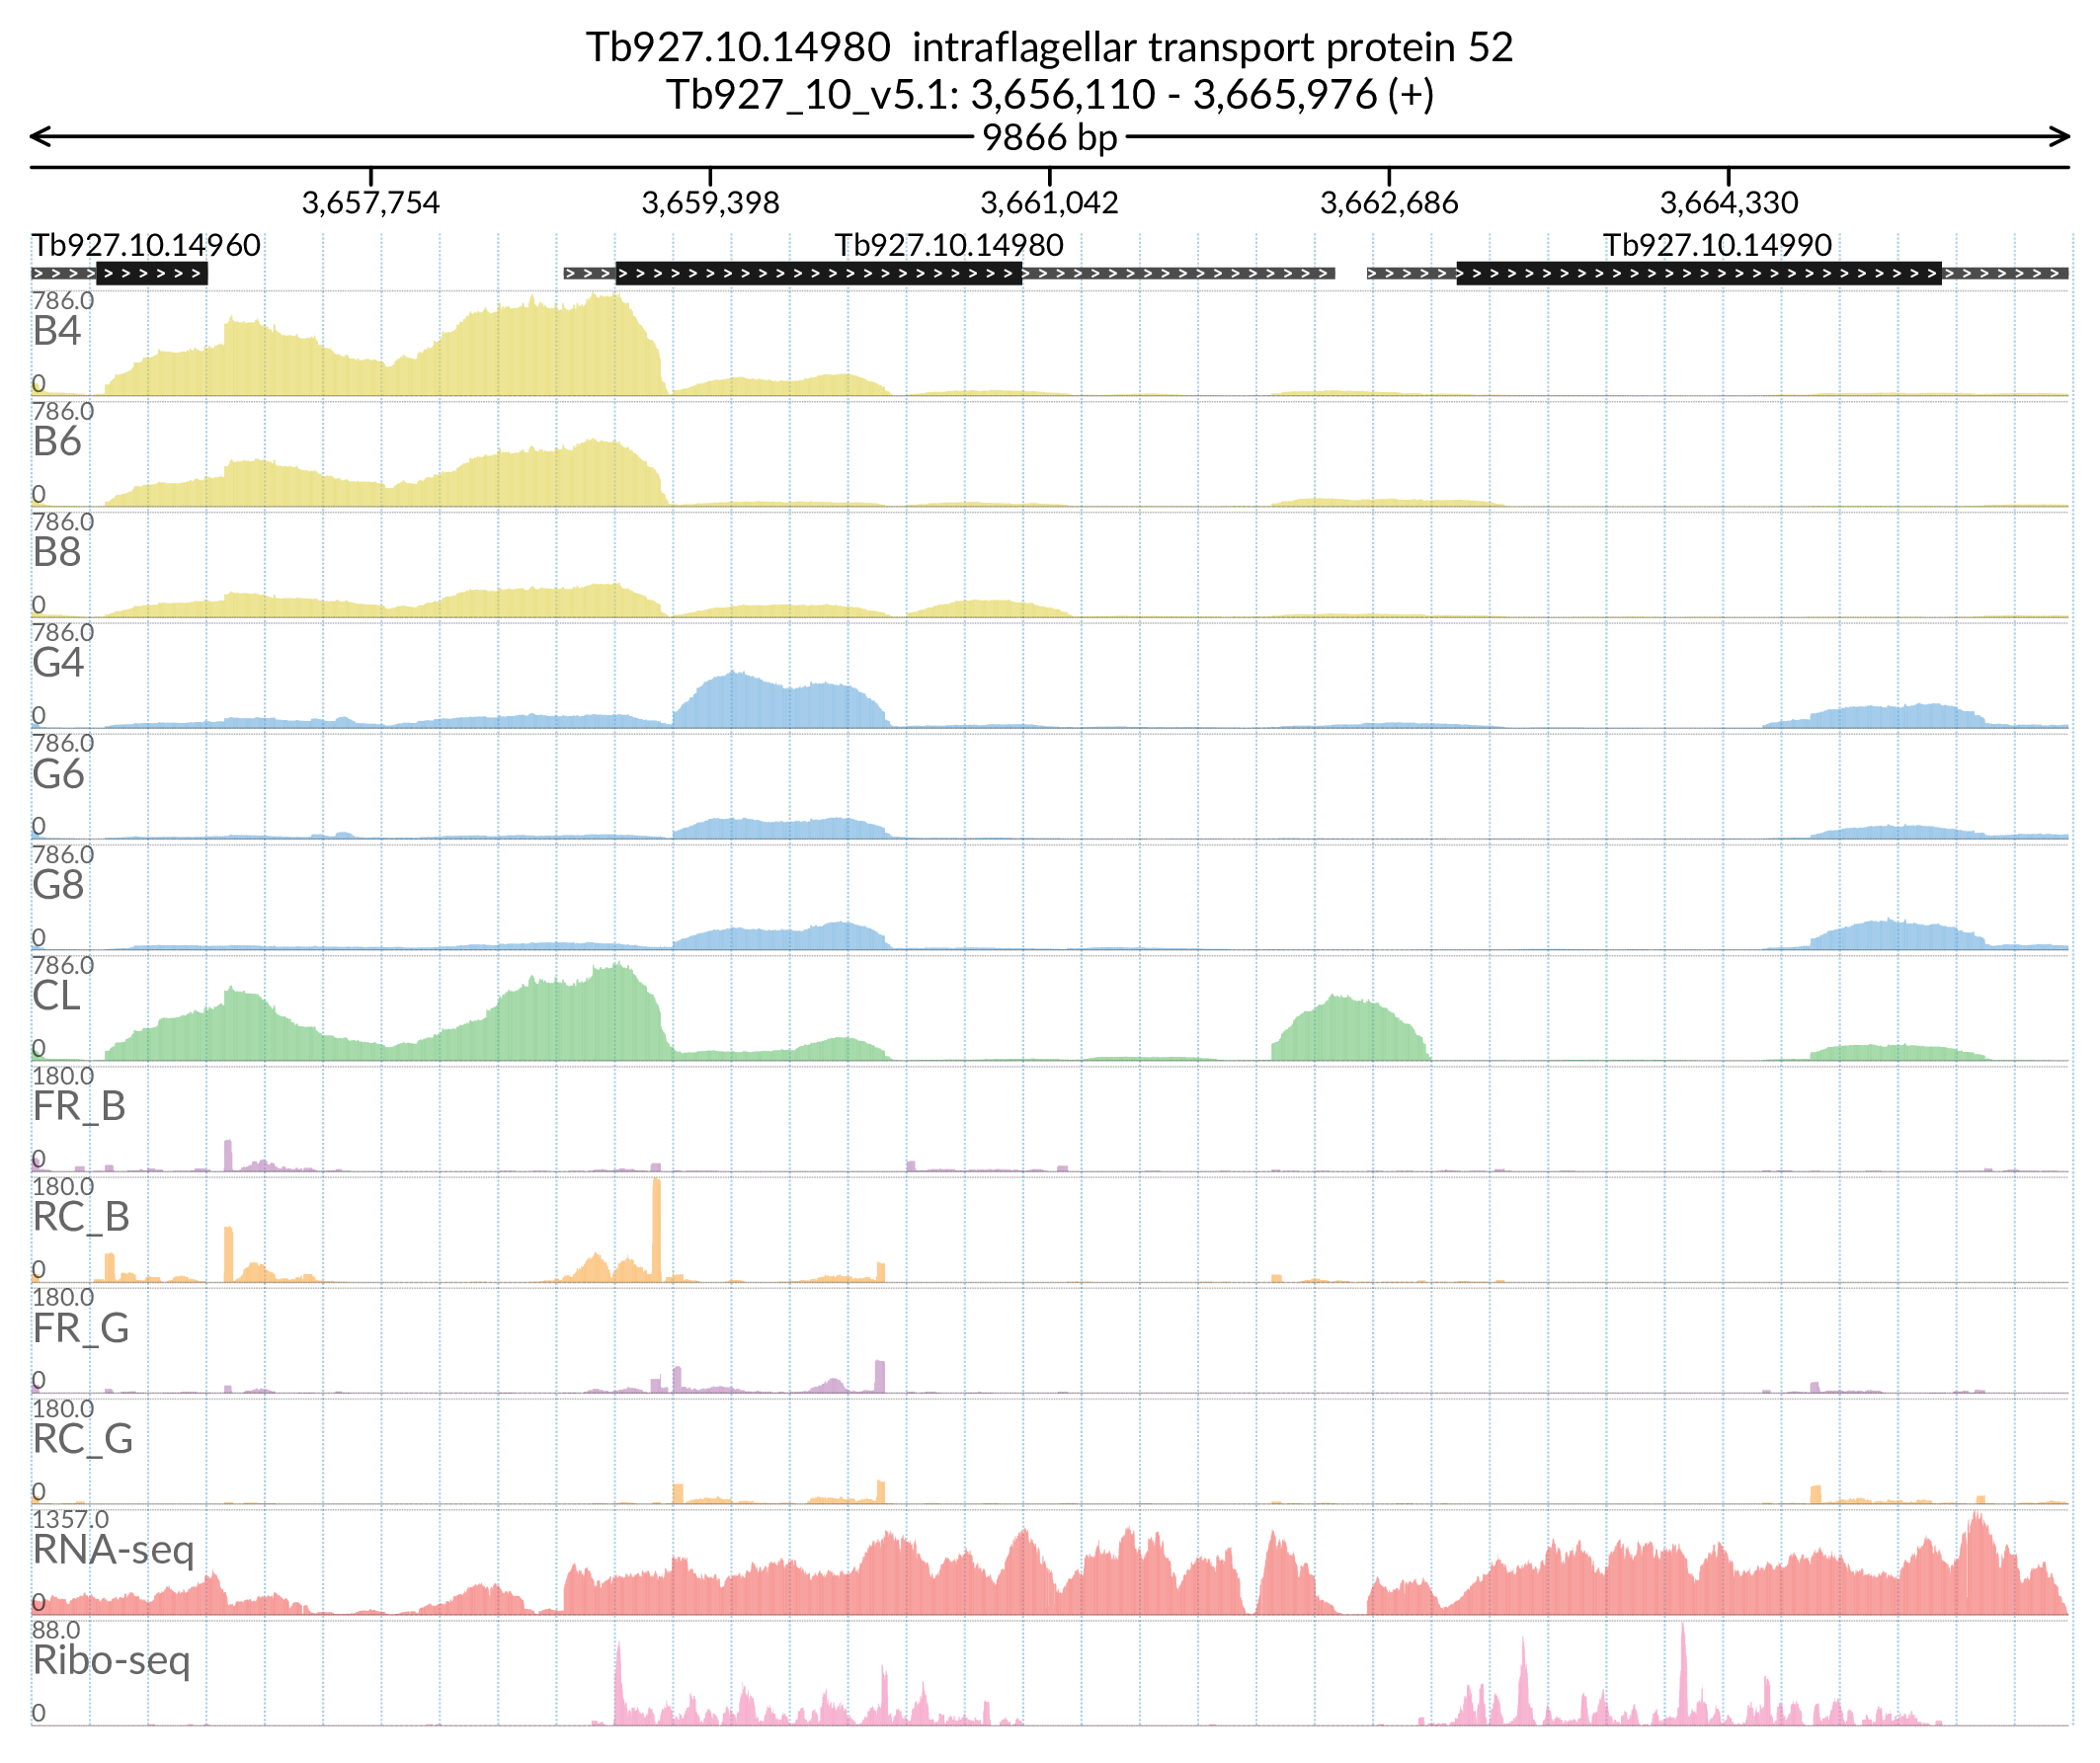 Tb927.10.14980 intraflagellar transport protein 52
Tb927_10_v5.1: 3,656,110 - 3,665,976 (+)
9866 bp
3,657,754 3,659,398 3,661,042 3,662,686 3,664,330
Tb927.10.14960 Tb927.10.14980 Tb927.10.14990
786.0
B4
0
786.0
B6
0
786.0
B8
0
786.0
G4
0
786.0
G6
0
786.0
G8
0
786.0
CL
0
180.0
FR_B
0
180.0
RC_B
0
180.0
FR_G
0
180.0
RC_G
0
1357.0
RNA-seq
0
88.0
Ribo-seq
0